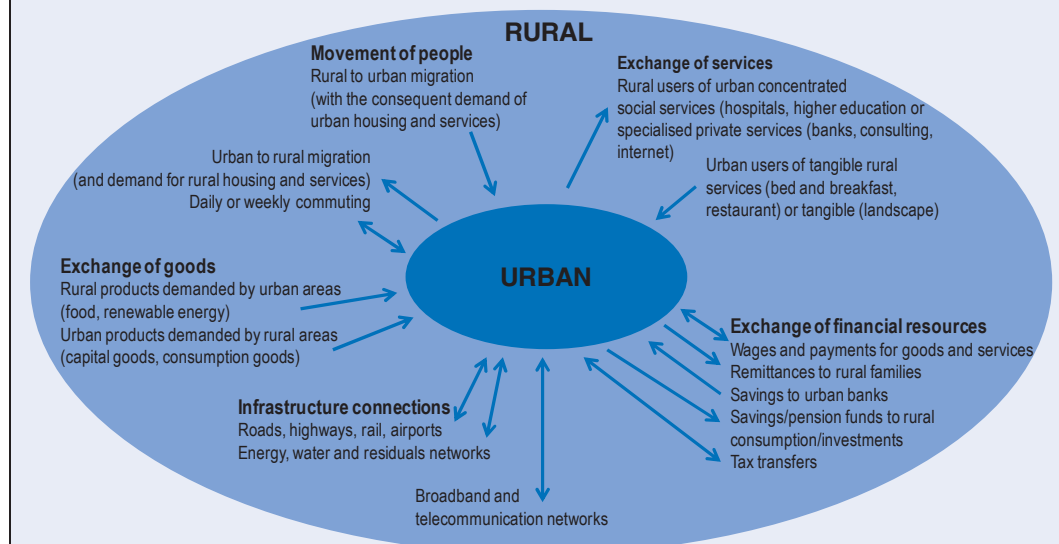 RURAL
Movement of people
Rural to urban migration
(with the consequent demand of
urban housing and services)
Exchange of services
Rural users of urban concentrated
social services (hospitals, higher education or
specialised private services (banks, consulting,
internet)
Urban to rural migration
(and demand for rural housing and services)
Daily or weekly commuting
Urban users of tangible rural
services (bed and breakfast,
restaurant) or tangible (landscape)
URBAN
Exchange of goods
Rural products demanded by urban areas
(food, renewable energy)
Urban products demanded by rural areas
(capital goods, consumption goods)
Exchange of financial resources
Wages and payments for goods and services
Remittances to rural families
Savings to urban banks
Savings/pension funds to rural
consumption/investments
Tax transfers
Infrastructure connections
Roads, highways, rail, airports
Energy, water and residuals networks
Broadband and
telecommunication networks